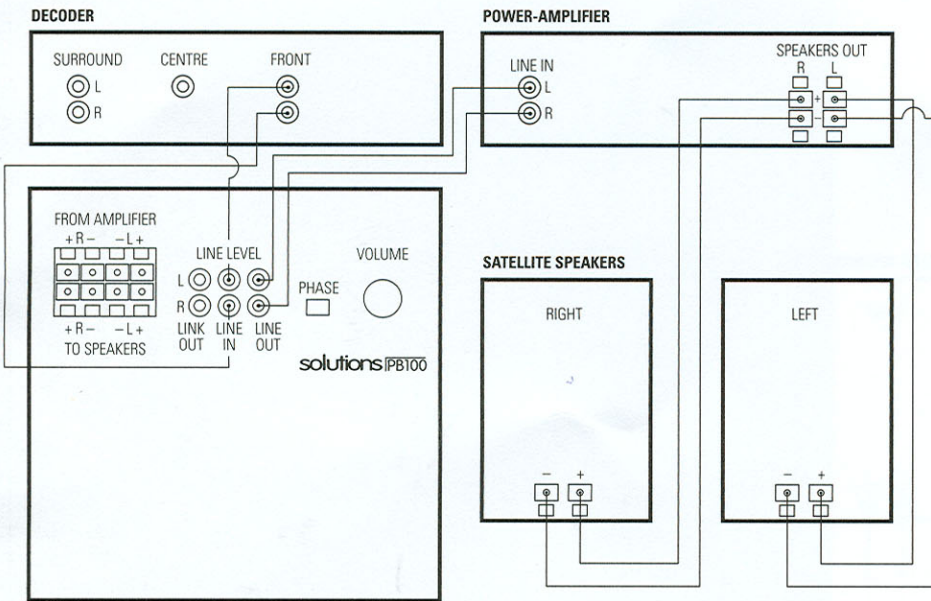 DECODER
SURROUND
CENTRE
FRONT
L
R
POWER-AMPLIFIER
LINE IN
L
R
SPEAKERS OUT
R L
+
–
FROM AMPLIFIER
+ R – – L +
+ R – – L +
TO SPEAKERS
LINE LEVEL
L
R
LINK OUT
LINE IN
LINE OUT
PHASE
VOLUME
solutions PB100
SATELLITE SPEAKERS
RIGHT
– +
LEFT
– +